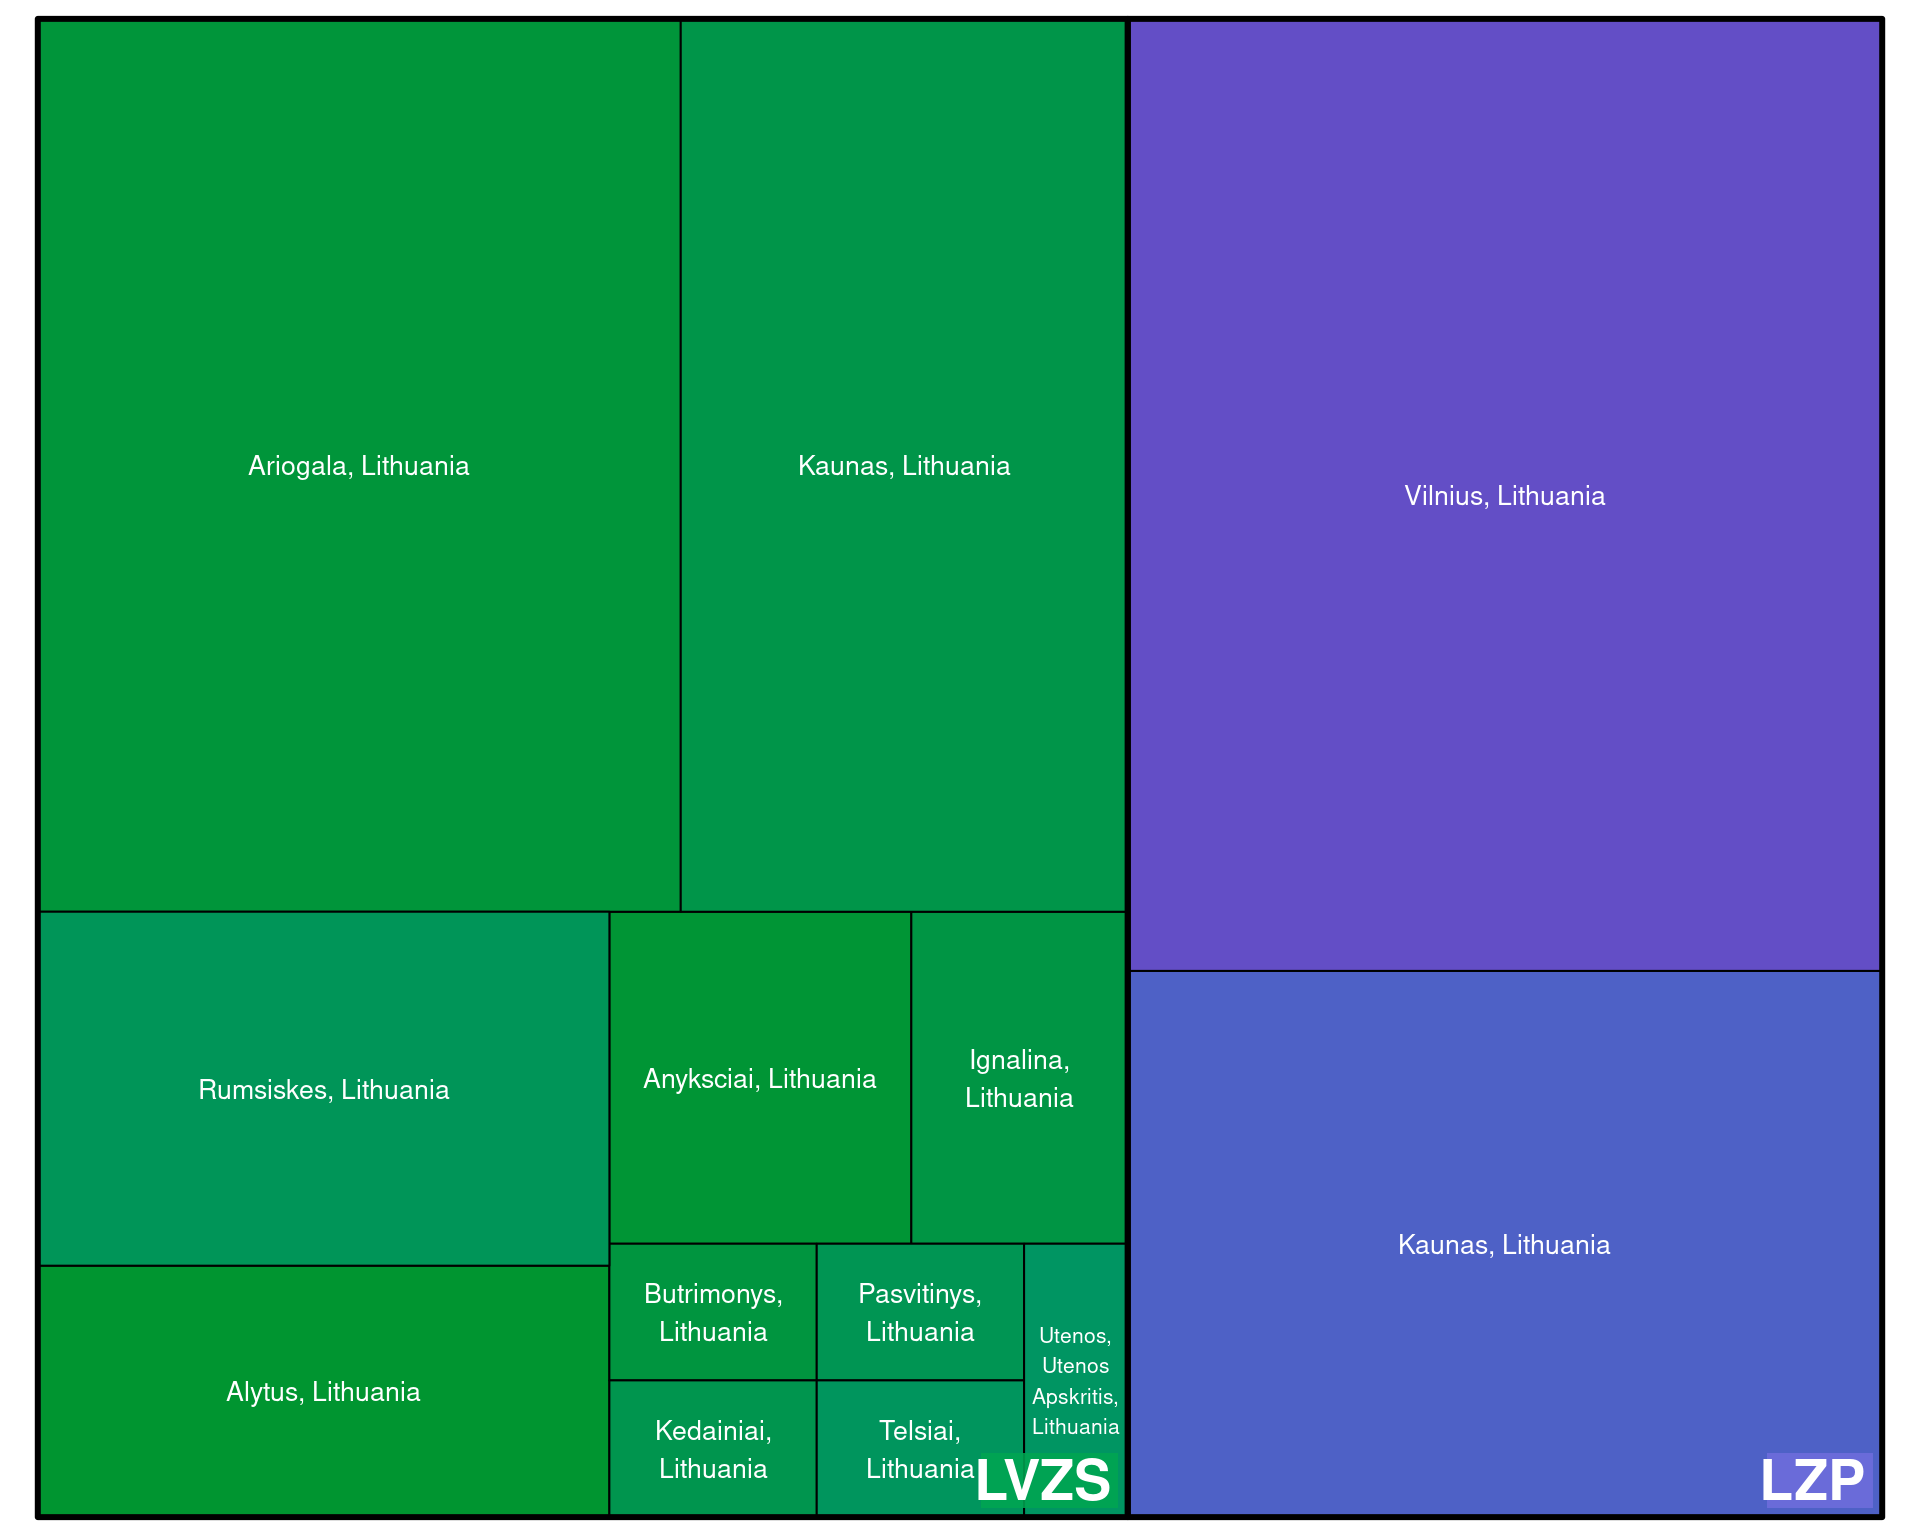 Ariogala, Lithuania
Kaunas, Lithuania
Vilnius, Lithuania
Rumsiskes, Lithuania
Anyksciai, Lithuania
Ignalina,
Lithuania
Kaunas, Lithuania
Alytus, Lithuania
Butrimonys,
Lithuania
Pasvitinys,
Lithuania
Utenos,
Utenos
Apskritis,
Lithuania
Kedainiai,
Lithuania
Telsiai,
Lithuania
LVZS
LZP